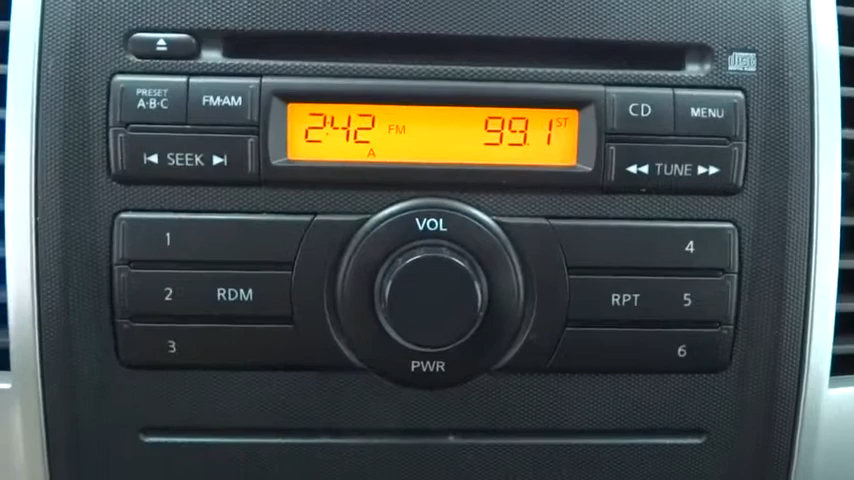 disc
PRESET
A·B·C
FM·AM
2:42 FM 99.1 ST
A
CD
MENU
SEEK
TUNE
VOL
1
4
2 RDM
RPT 5
3
6
PWR